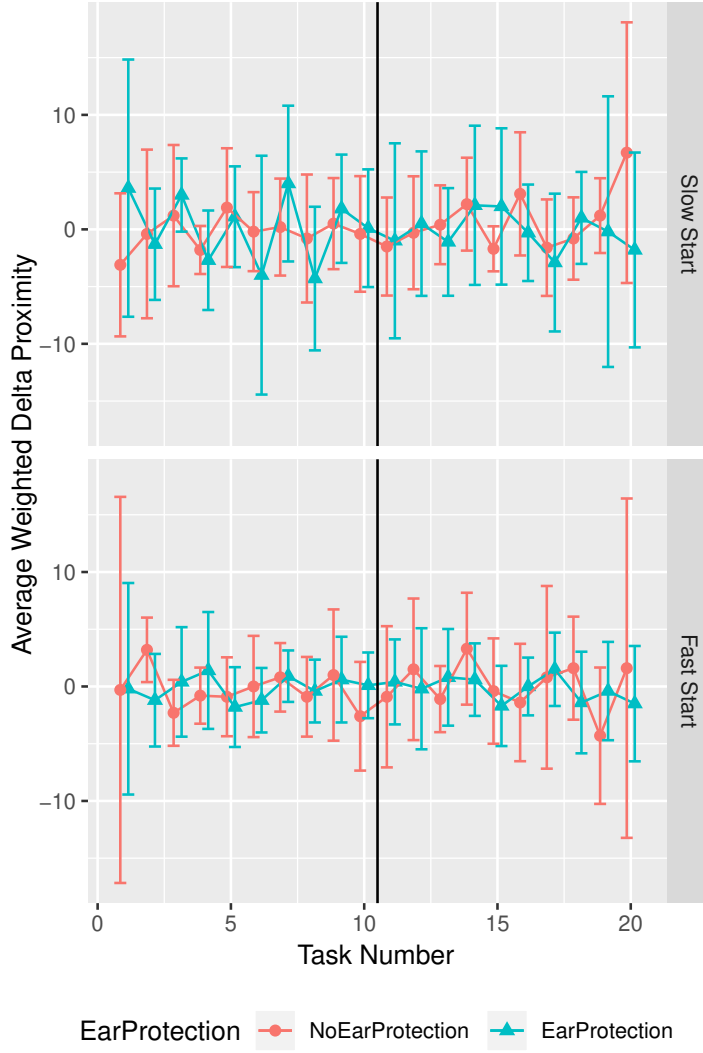 Average Weighted Delta Proximity
10
0
−10
Slow Start
10
0
−10
Fast Start
0 5 10 15 20
Task Number
EarProtection NoEarProtection EarProtection